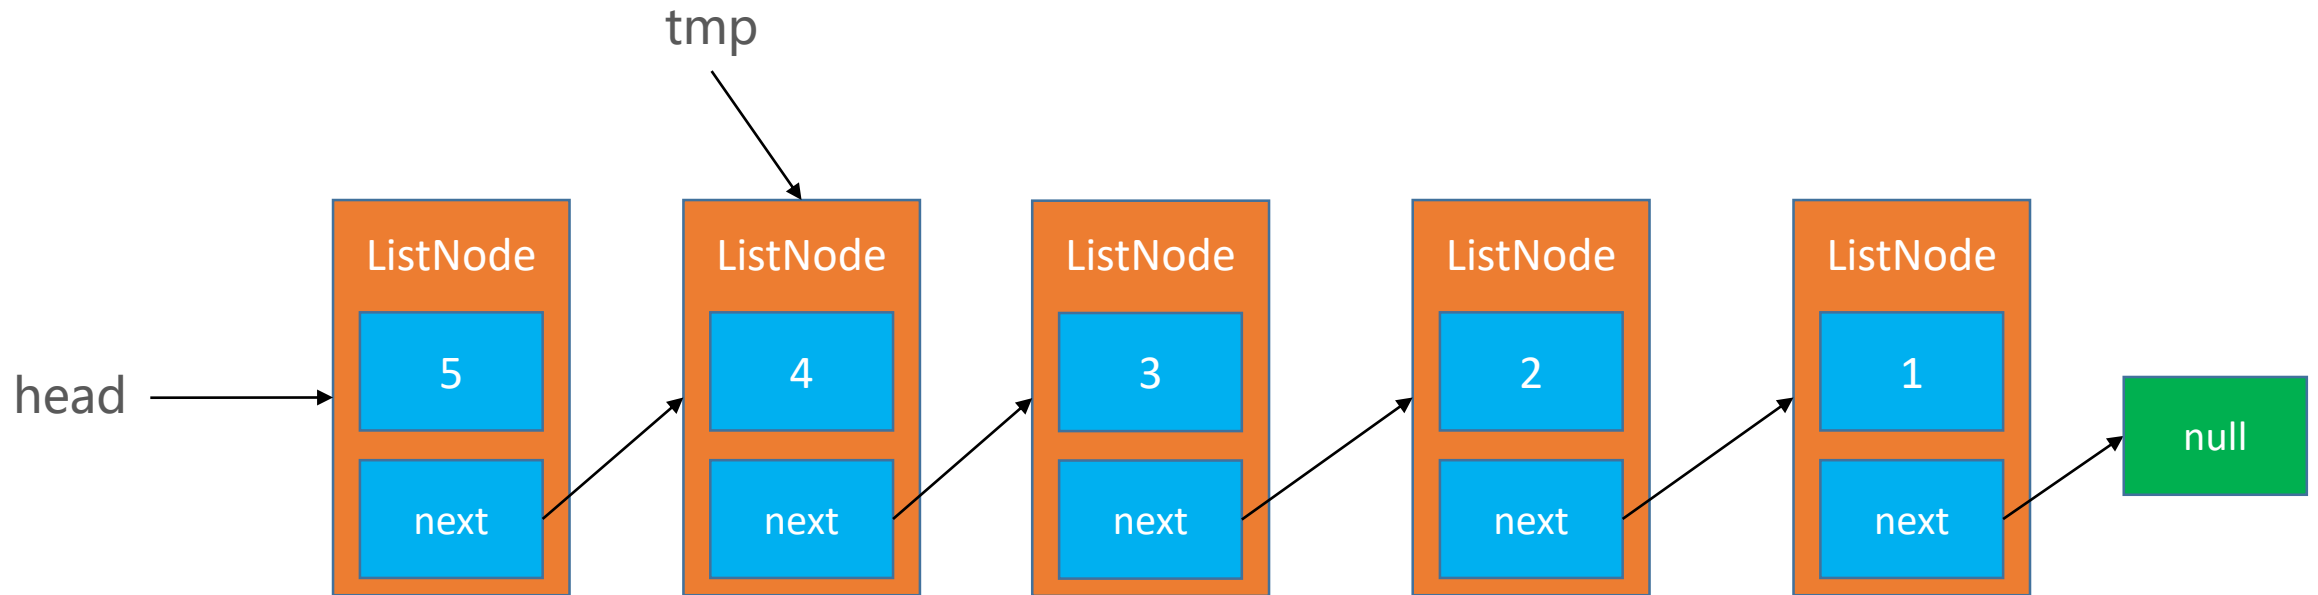 tmp
head
ListNode
5
next
ListNode
4
next
ListNode
3
next
ListNode
2
next
ListNode
1
next
null